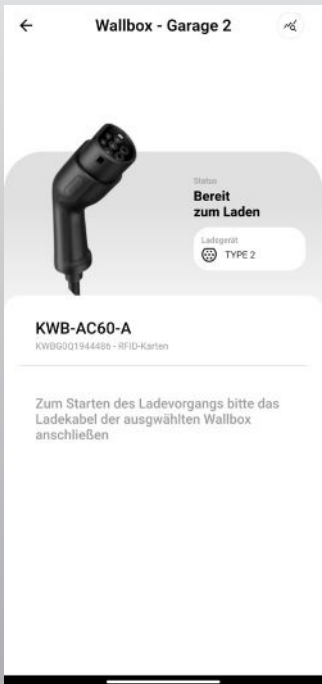 Wallbox - Garage 2
Status
Bereit
zum Laden
Ladegerät
TYPE 2
KWB-AC60-A
KWBG0Q1944486 - RFID-Karten
Zum Starten des Ladevorgangs bitte das
Ladekabel der ausgwählten Wallbox
anschließen